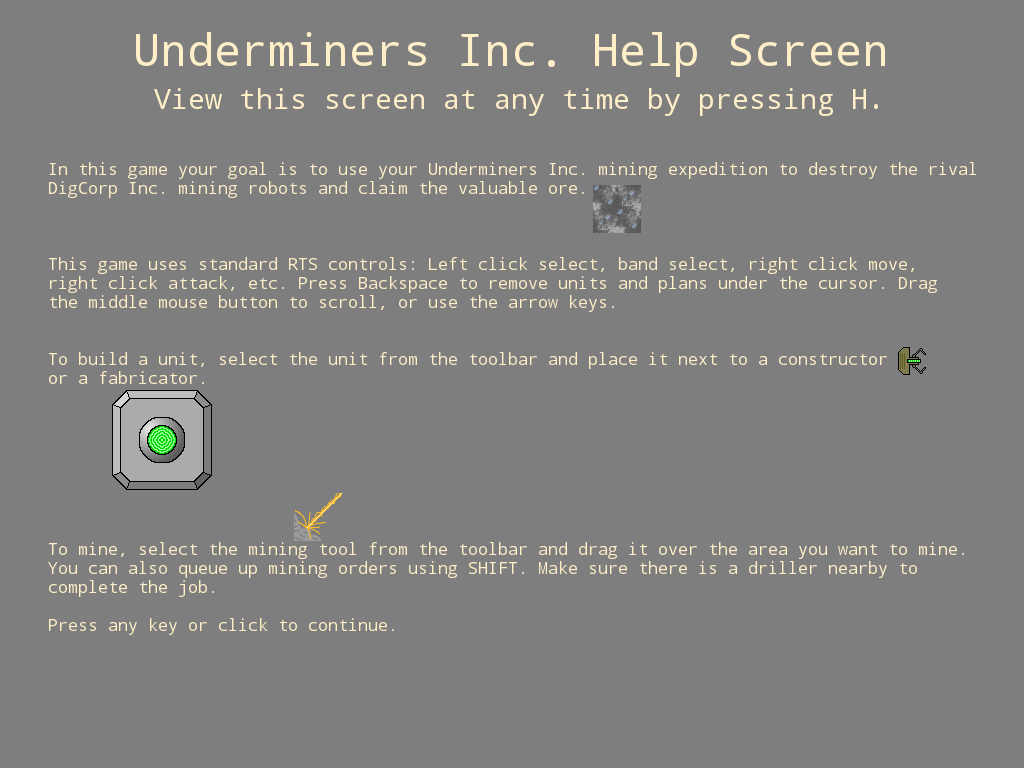 Underminers Inc. Help Screen
View this screen at any time by pressing H.
In this game your goal is to use your Underminers Inc. mining expedition to destroy the rival
DigCorp Inc. mining robots and claim the valuable ore.
This game uses standard RTS controls: Left click select, band select, right click move,
right click attack, etc. Press Backspace to remove units and plans under the cursor. Drag
the middle mouse button to scroll, or use the arrow keys.
To build a unit, select the unit from the toolbar and place it next to a constructor
or a fabricator.
To mine, select the mining tool from the toolbar and drag it over the area you want to mine.
You can also queue up mining orders using SHIFT. Make sure there is a driller nearby to
complete the job.
Press any key or click to continue.